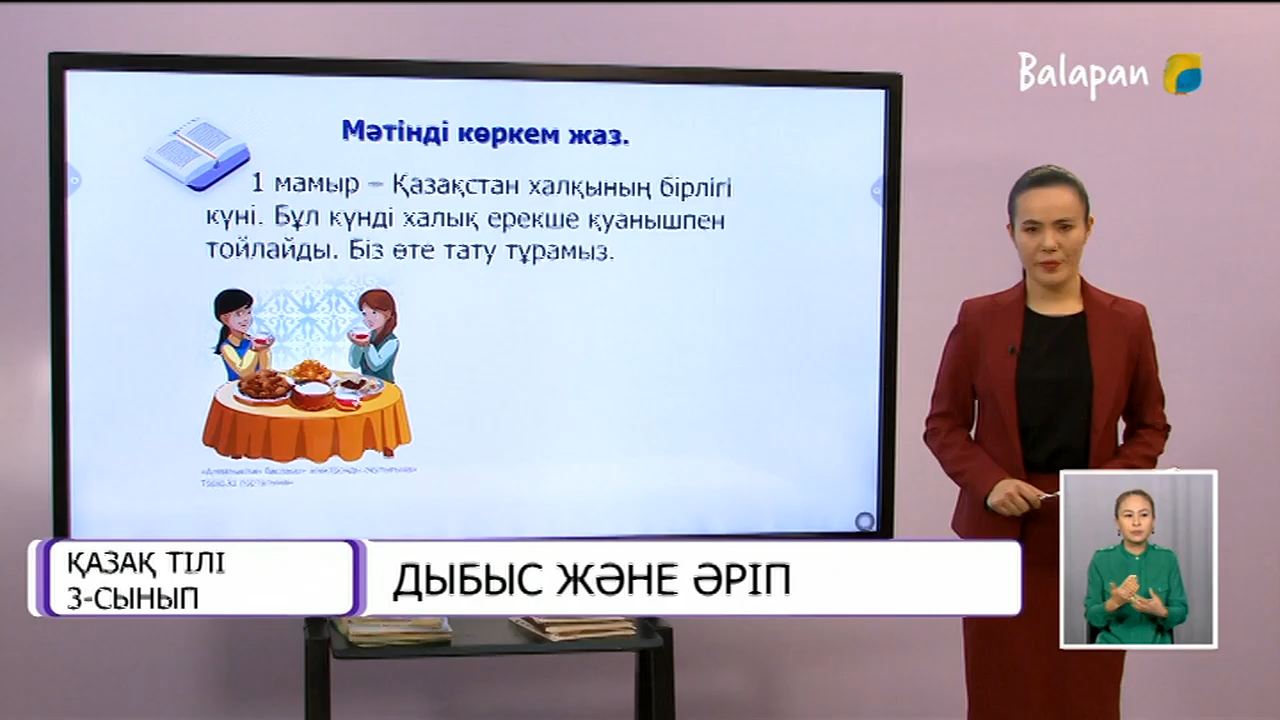 Balapan
Мәтінді көркем жаз.
1 мамыр – Қазақстан халқының бірлігі
күні. Бұл күнді халық ерекше қуанышпен
тойлайды. Біз өте тату тұрамыз.
ҚАЗАҚ ТІЛІ
3-СЫНЫП
ДЫБЫС ЖӘНЕ ӘРІП